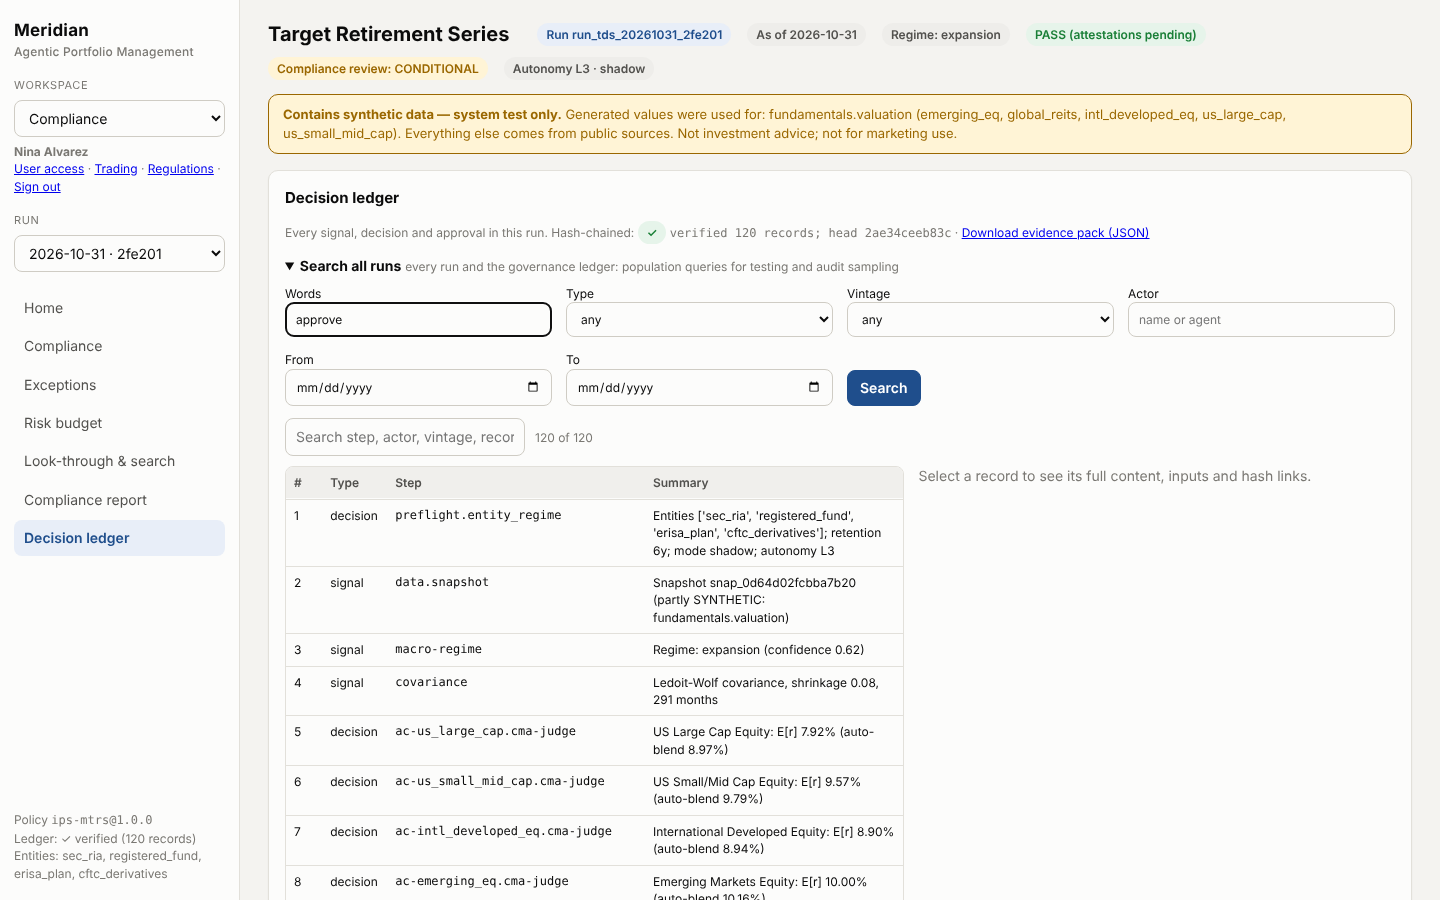 Meridian
Agentic Portfolio Management
WORKSPACE
Compliance
Nina Alvarez
User access · Trading · Regulations ·
Sign out
RUN
2026-10-31 · 2fe201
Home
Compliance
Exceptions
Risk budget
Look-through & search
Compliance report
Decision ledger
Policy ips-mtrs@1.0.0
Ledger: ✓ verified (120 records)
Entities: sec_ria, registered_fund,
erisa_plan, cftc_derivatives
Target Retirement Series
Run run_tds_20261031_2fe201
As of 2026-10-31
Regime: expansion
PASS (attestations pending)
Compliance review: CONDITIONAL
Autonomy L3 · shadow
Contains synthetic data — system test only. Generated values were used for: fundamentals.valuation (emerging_eq, global_reits, intl_developed_eq, us_large_cap,
us_small_mid_cap). Everything else comes from public sources. Not investment advice; not for marketing use.
Decision ledger
Every signal, decision and approval in this run. Hash-chained: ✓ verified 120 records; head 2ae34ceeb83c · Download evidence pack (JSON)
▼ Search all runs every run and the governance ledger: population queries for testing and audit sampling
Words
Type
Vintage
Actor
approve
any
any
name or agent
From
To
mm/dd/yyyy
mm/dd/yyyy
Search
Search step, actor, vintage, recor
120 of 120
# Type Step Summary
1 decision preflight.entity_regime Entities ['sec_ria', 'registered_fund',
'erisa_plan', 'cftc_derivatives']; retention
6y; mode shadow; autonomy L3
2 signal data.snapshot Snapshot snap_0d64d02fcbba7b20
(partly SYNTHETIC:
fundamentals.valuation)
3 signal macro-regime Regime: expansion (confidence 0.62)
4 signal covariance Ledoit-Wolf covariance, shrinkage 0.08,
291 months
5 decision ac-us_large_cap.cma-judge US Large Cap Equity: E[r] 7.92% (auto-
blend 8.97%)
6 decision ac-us_small_mid_cap.cma-judge US Small/Mid Cap Equity: E[r] 9.57%
(auto-blend 9.79%)
7 decision ac-intl_developed_eq.cma-judge International Developed Equity: E[r] 8.90%
(auto-blend 8.94%)
8 decision ac-emerging_eq.cma-judge Emerging Markets Equity: E[r] 10.00%
(auto-blend 10.16%)
Select a record to see its full content, inputs and hash links.